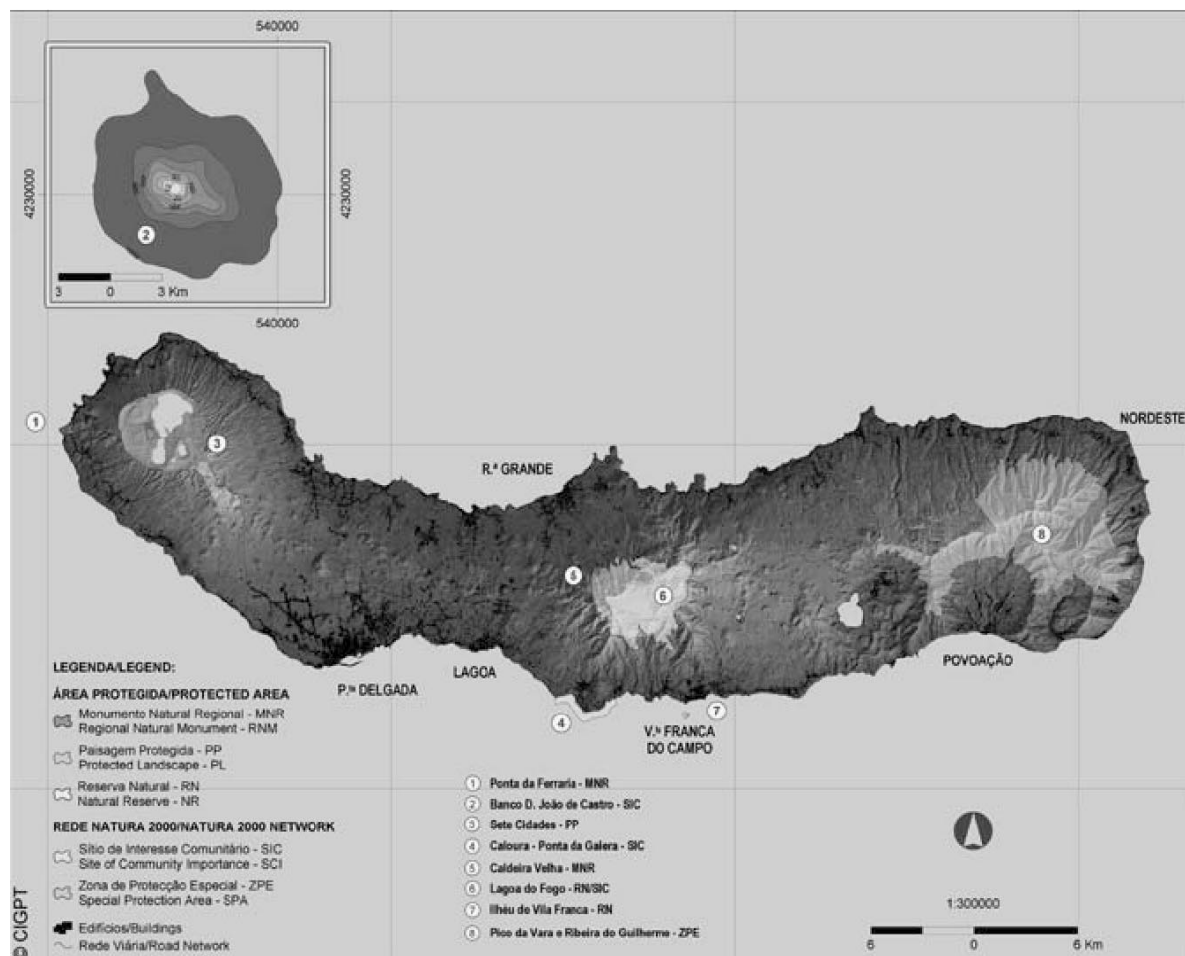 540000
4230000
4230000
2
3 0 3 Km
540000
1
3
NORDESTE
R.ª GRANDE
8
5
6
LEGENDA/LEGEND:
LAGOA
POVOAÇÃO
P.ta DELGADA
ÁREA PROTEGIDA/PROTECTED AREA
4
7
V.ª FRANCA
DO CAMPO
Monumento Natural Regional - MNR
Regional Natural Monument - RNM
Paisagem Protegida - PP
Protected Landscape - PL
Reserva Natural - RN
Natural Reserve - NR
REDE NATURA 2000/NATURA 2000 NETWORK
Sítio de Interesse Comunitário - SIC
Site of Community Importance - SCI
Zona de Protecção Especial - ZPE
Special Protection Area - SPA
Edifícios/Buildings
Rede Viária/Road Network
1 Ponta da Ferraria - MNR
2 Banco D. João de Castro - SIC
3 Sete Cidades - PP
4 Caloura - Ponta da Galera - SIC
5 Caldeira Velha - MNR
6 Lagoa do Fogo - RN/SIC
7 Ilhéu de Vila Franca - RN
8 Pico da Vara e Ribeira do Guilherme - ZPE
1:300000
6 0 6 Km
© CIGPT